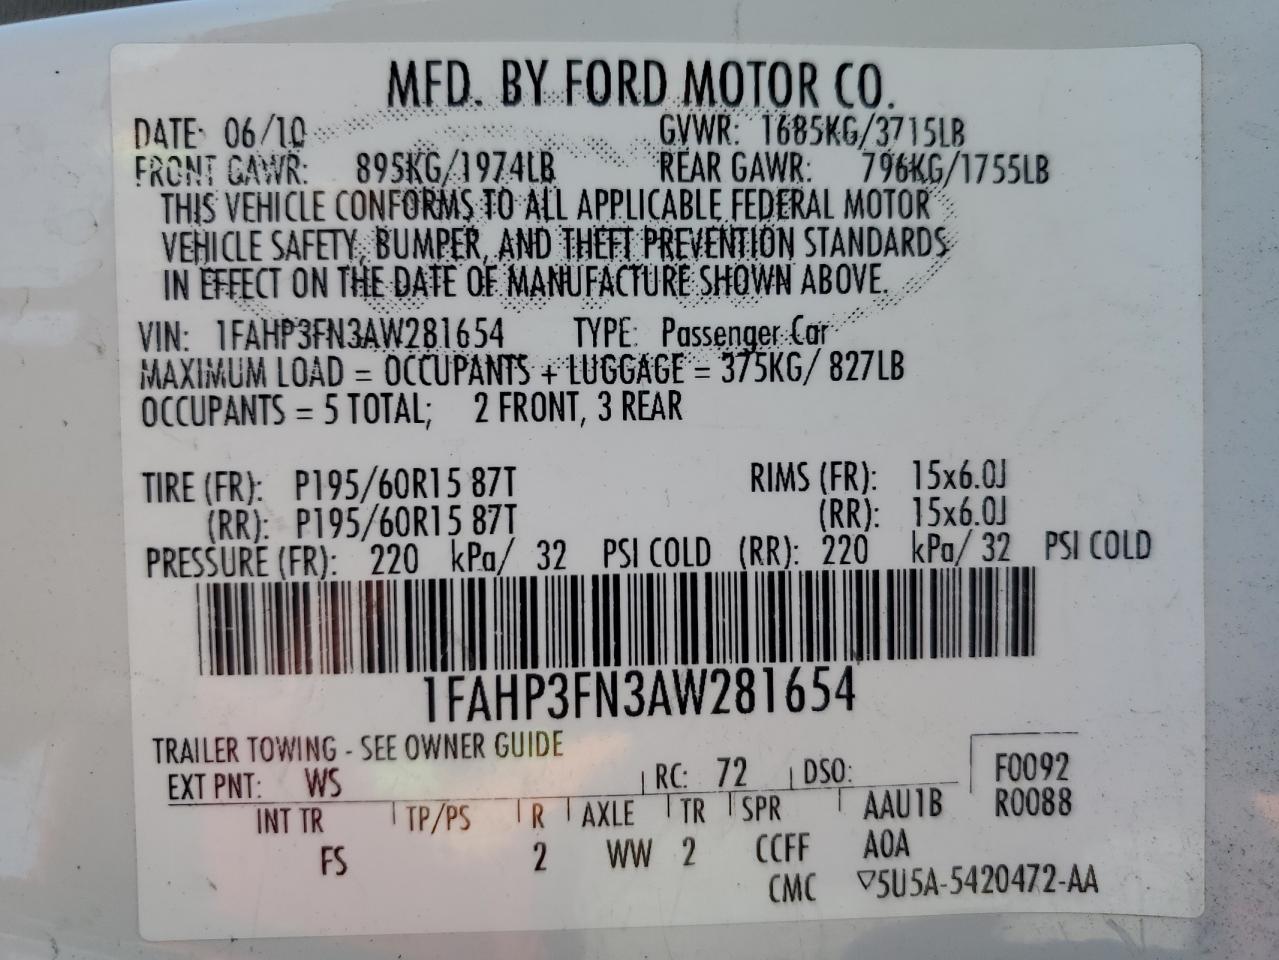 MFD. BY FORD MOTOR CO.
DATE: 06/10 GVWR: 1685KG/3715LB
FRONT GAWR: 895KG/1974LB REAR GAWR: 796KG/1755LB
THIS VEHICLE CONFORMS TO ALL APPLICABLE FEDERAL MOTOR
VEHICLE SAFETY, BUMPER, AND THEFT PREVENTION STANDARDS
IN EFFECT ON THE DATE OF MANUFACTURE SHOWN ABOVE.
VIN: 1FAHP3FN3AW281654 TYPE: Passenger Car
MAXIMUM LOAD = OCCUPANTS + LUGGAGE = 375KG/ 827LB
OCCUPANTS = 5 TOTAL; 2 FRONT, 3 REAR
TIRE (FR): P195/60R15 87T RIMS (FR): 15x6.0J
(RR): P195/60R15 87T (RR): 15x6.0J
PRESSURE (FR): 220 kPa/ 32 PSI COLD (RR): 220 kPa/ 32 PSI COLD
1FAHP3FN3AW281654
TRAILER TOWING - SEE OWNER GUIDE
EXT PNT: WS RC: 72 DSO: F0092
INT TR TP/PS R AXLE TR SPR AAU1B R0088
FS 2 WW 2 CCFF A0A
CMC ▽5U5A-5420472-AA